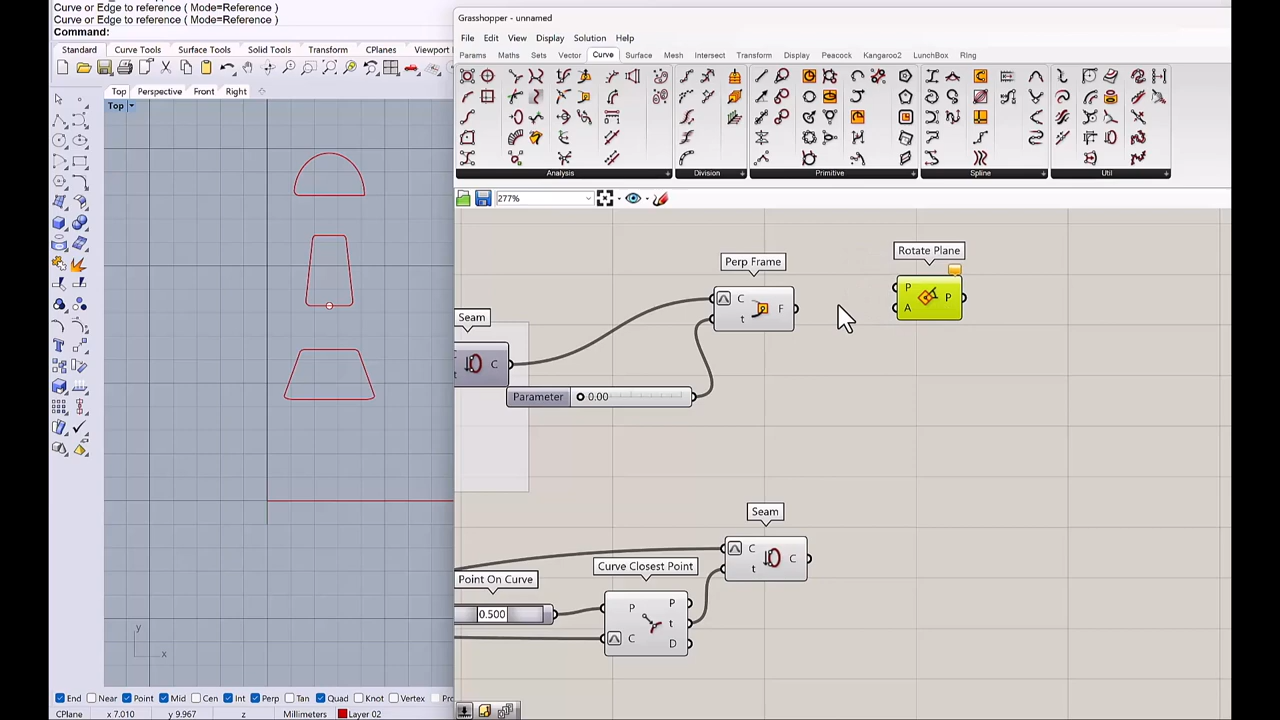 Curve or Edge to reference ( Mode=Reference )
Curve or Edge to reference ( Mode=Reference )
Command:
Standard Curve Tools Surface Tools Solid Tools Transform CPlanes Viewport
Top Perspective Front Right
Top
y
x
End Near Point Mid Cen Int Perp Tan Quad Knot Vertex
CPlane x 7.010 y 9.967 z Millimeters Layer 02
Grasshopper - unnamed
File Edit View Display Solution Help
Params Maths Sets Vector Curve Surface Mesh Intersect Transform Display Peacock Kangaroo2 LunchBox RIng
Analysis Division Primitive Spline Util
277%
Perp Frame
C
t
F
Rotate Plane
P
A
P
Seam
t
C
Parameter 0.00
Seam
C
t
C
Point On Curve
0.500
Curve Closest Point
P
C
P
t
D